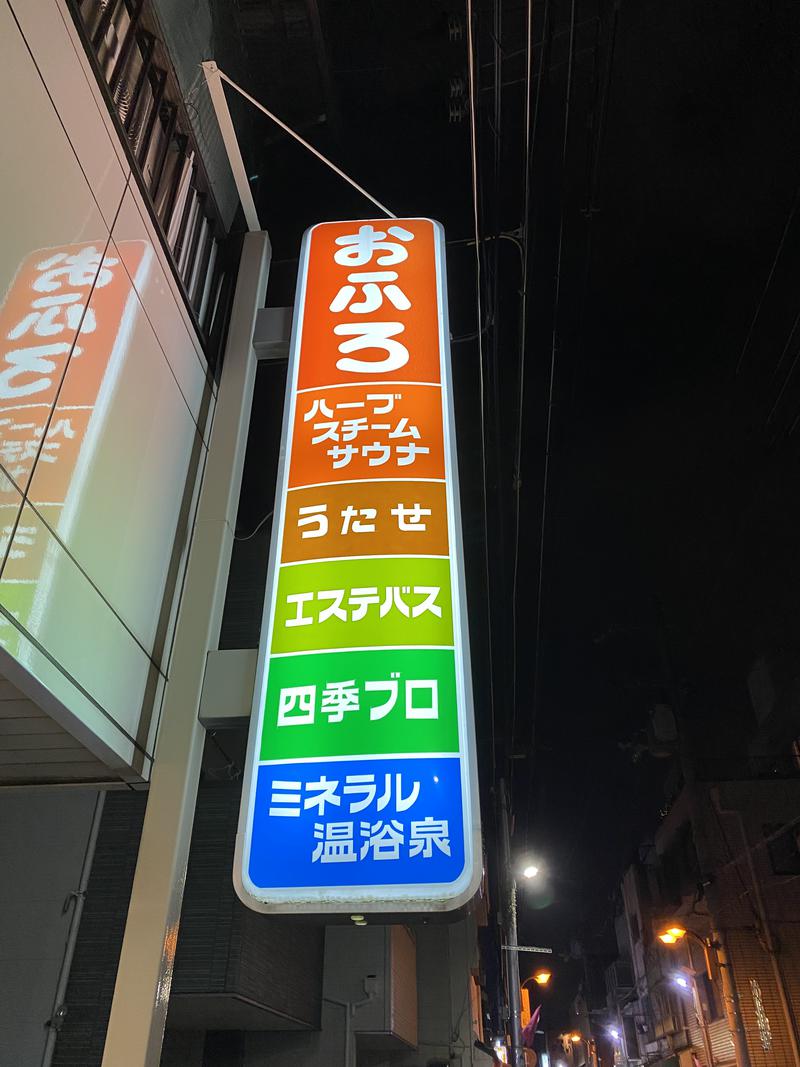 おふろ
ハーブ
スチーム
サウナ
うたせ
エステバス
四季ブロ
ミネラル
温浴泉